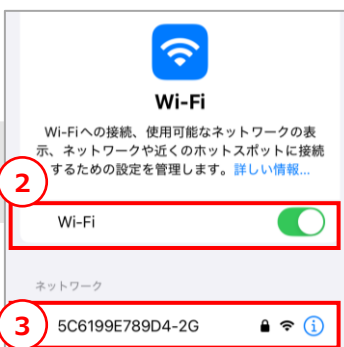 Wi-Fi
Wi-Fiへの接続、使用可能なネットワークの表
示、ネットワークや近くのホットスポットに接続
するための設定を管理します。詳しい情報...
②
Wi-Fi
ネットワーク
③
5C6199E789D4-2G